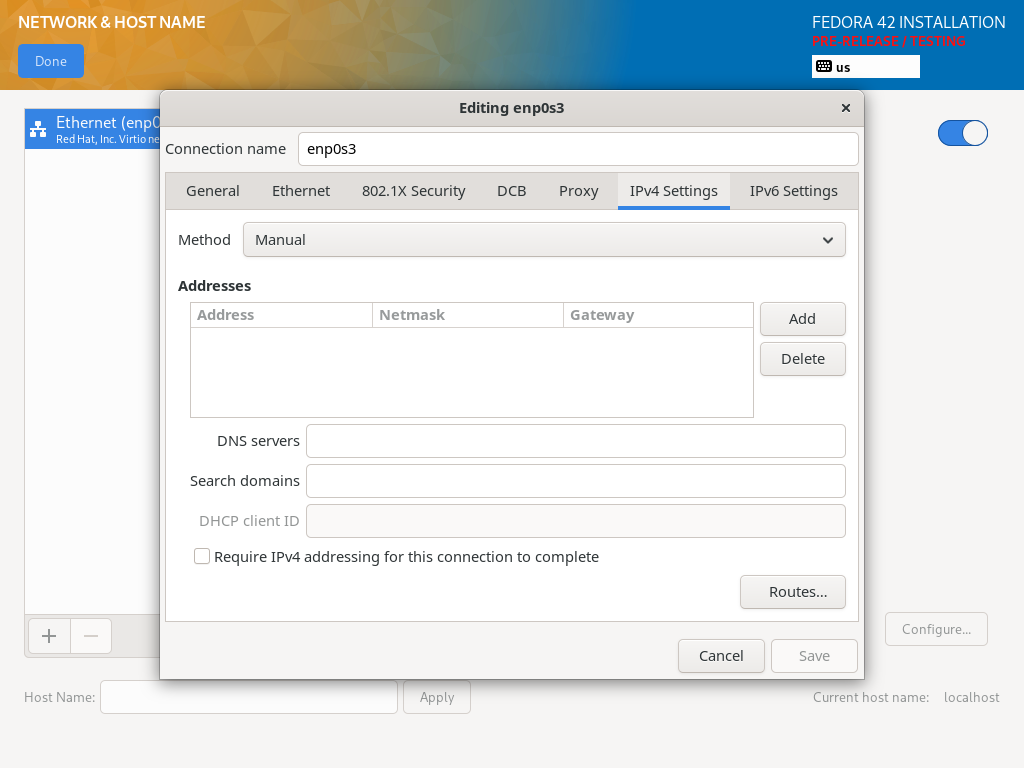 NETWORK & HOST NAME
FEDORA 42 INSTALLATION
PRE-RELEASE / TESTING
Done
us
Editing enp0s3
Ethernet (enp0
Red Hat, Inc. Virtio ne
Connection name enp0s3
General Ethernet 802.1X Security DCB Proxy IPv4 Settings IPv6 Settings
Method Manual
Addresses
Address Netmask Gateway
Add
Delete
DNS servers
Search domains
DHCP client ID
Require IPv4 addressing for this connection to complete
Routes...
Configure...
Cancel Save
Host Name: Apply Current host name: localhost